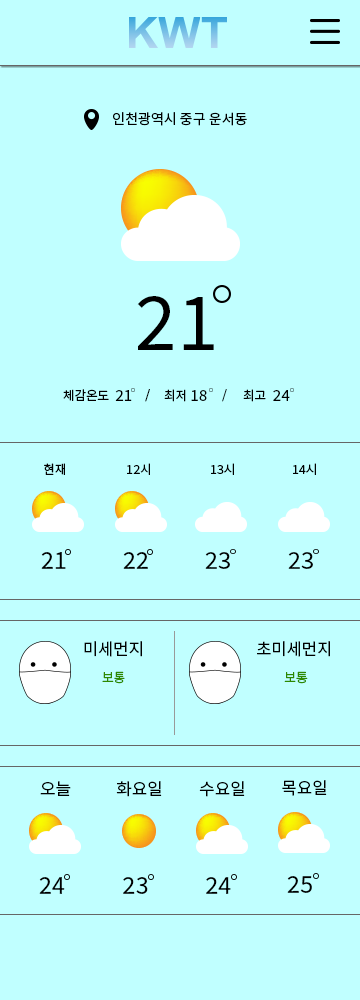 KWT
인천광역시 중구 운서동
21°
체감온도 21° / 최저 18° / 최고 24°
현재 12시 13시 14시
21° 22° 23° 23°
미세먼지 초미세먼지
보통 보통
오늘 화요일 수요일 목요일
24° 23° 24° 25°